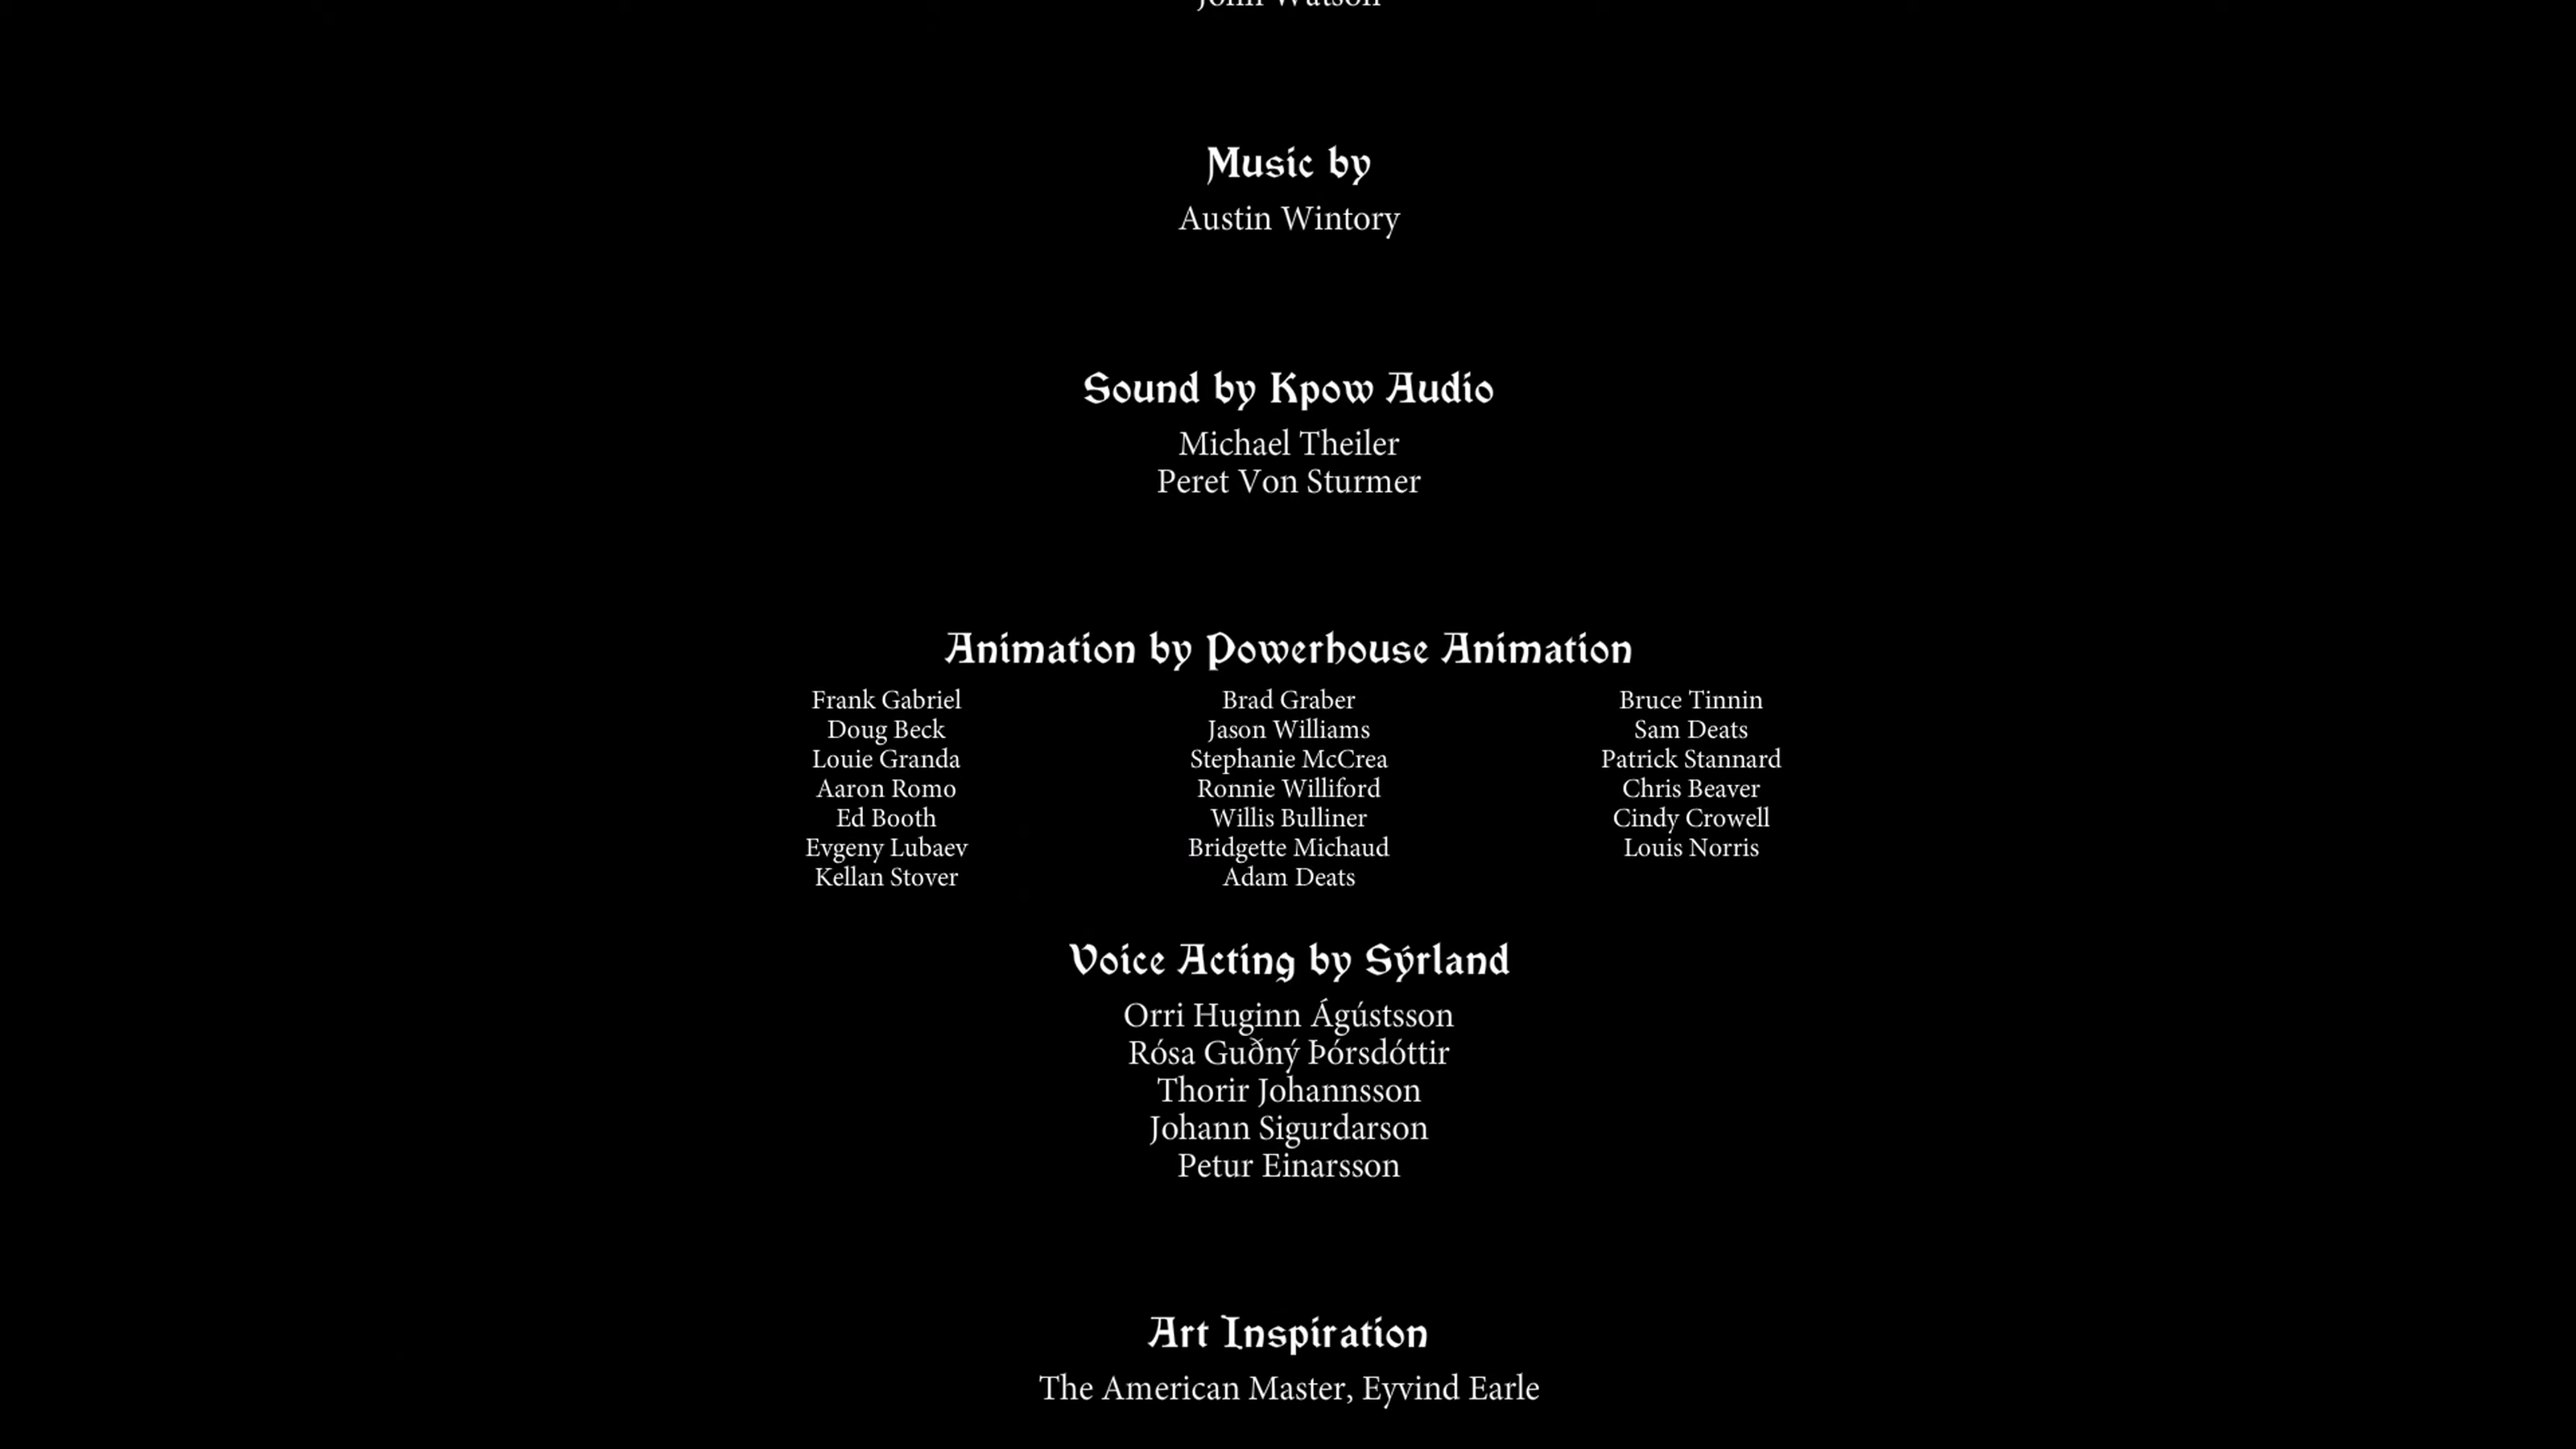 John Watson
Music by
Austin Wintory
Sound by Kpow Audio
Michael Theiler
Peret Von Sturmer
Animation by Powerhouse Animation
Frank Gabriel Brad Graber Bruce Tinnin
Doug Beck Jason Williams Sam Deats
Louie Granda Stephanie McCrea Patrick Stannard
Aaron Romo Ronnie Williford Chris Beaver
Ed Booth Willis Bulliner Cindy Crowell
Evgeny Lubaev Bridgette Michaud Louis Norris
Kellan Stover Adam Deats
Voice Acting by Sýrland
Orri Huginn Ágústsson
Rósa Guðný Þórsdóttir
Thorir Johannsson
Johann Sigurdarson
Petur Einarsson
Art Inspiration
The American Master, Eyvind Earle